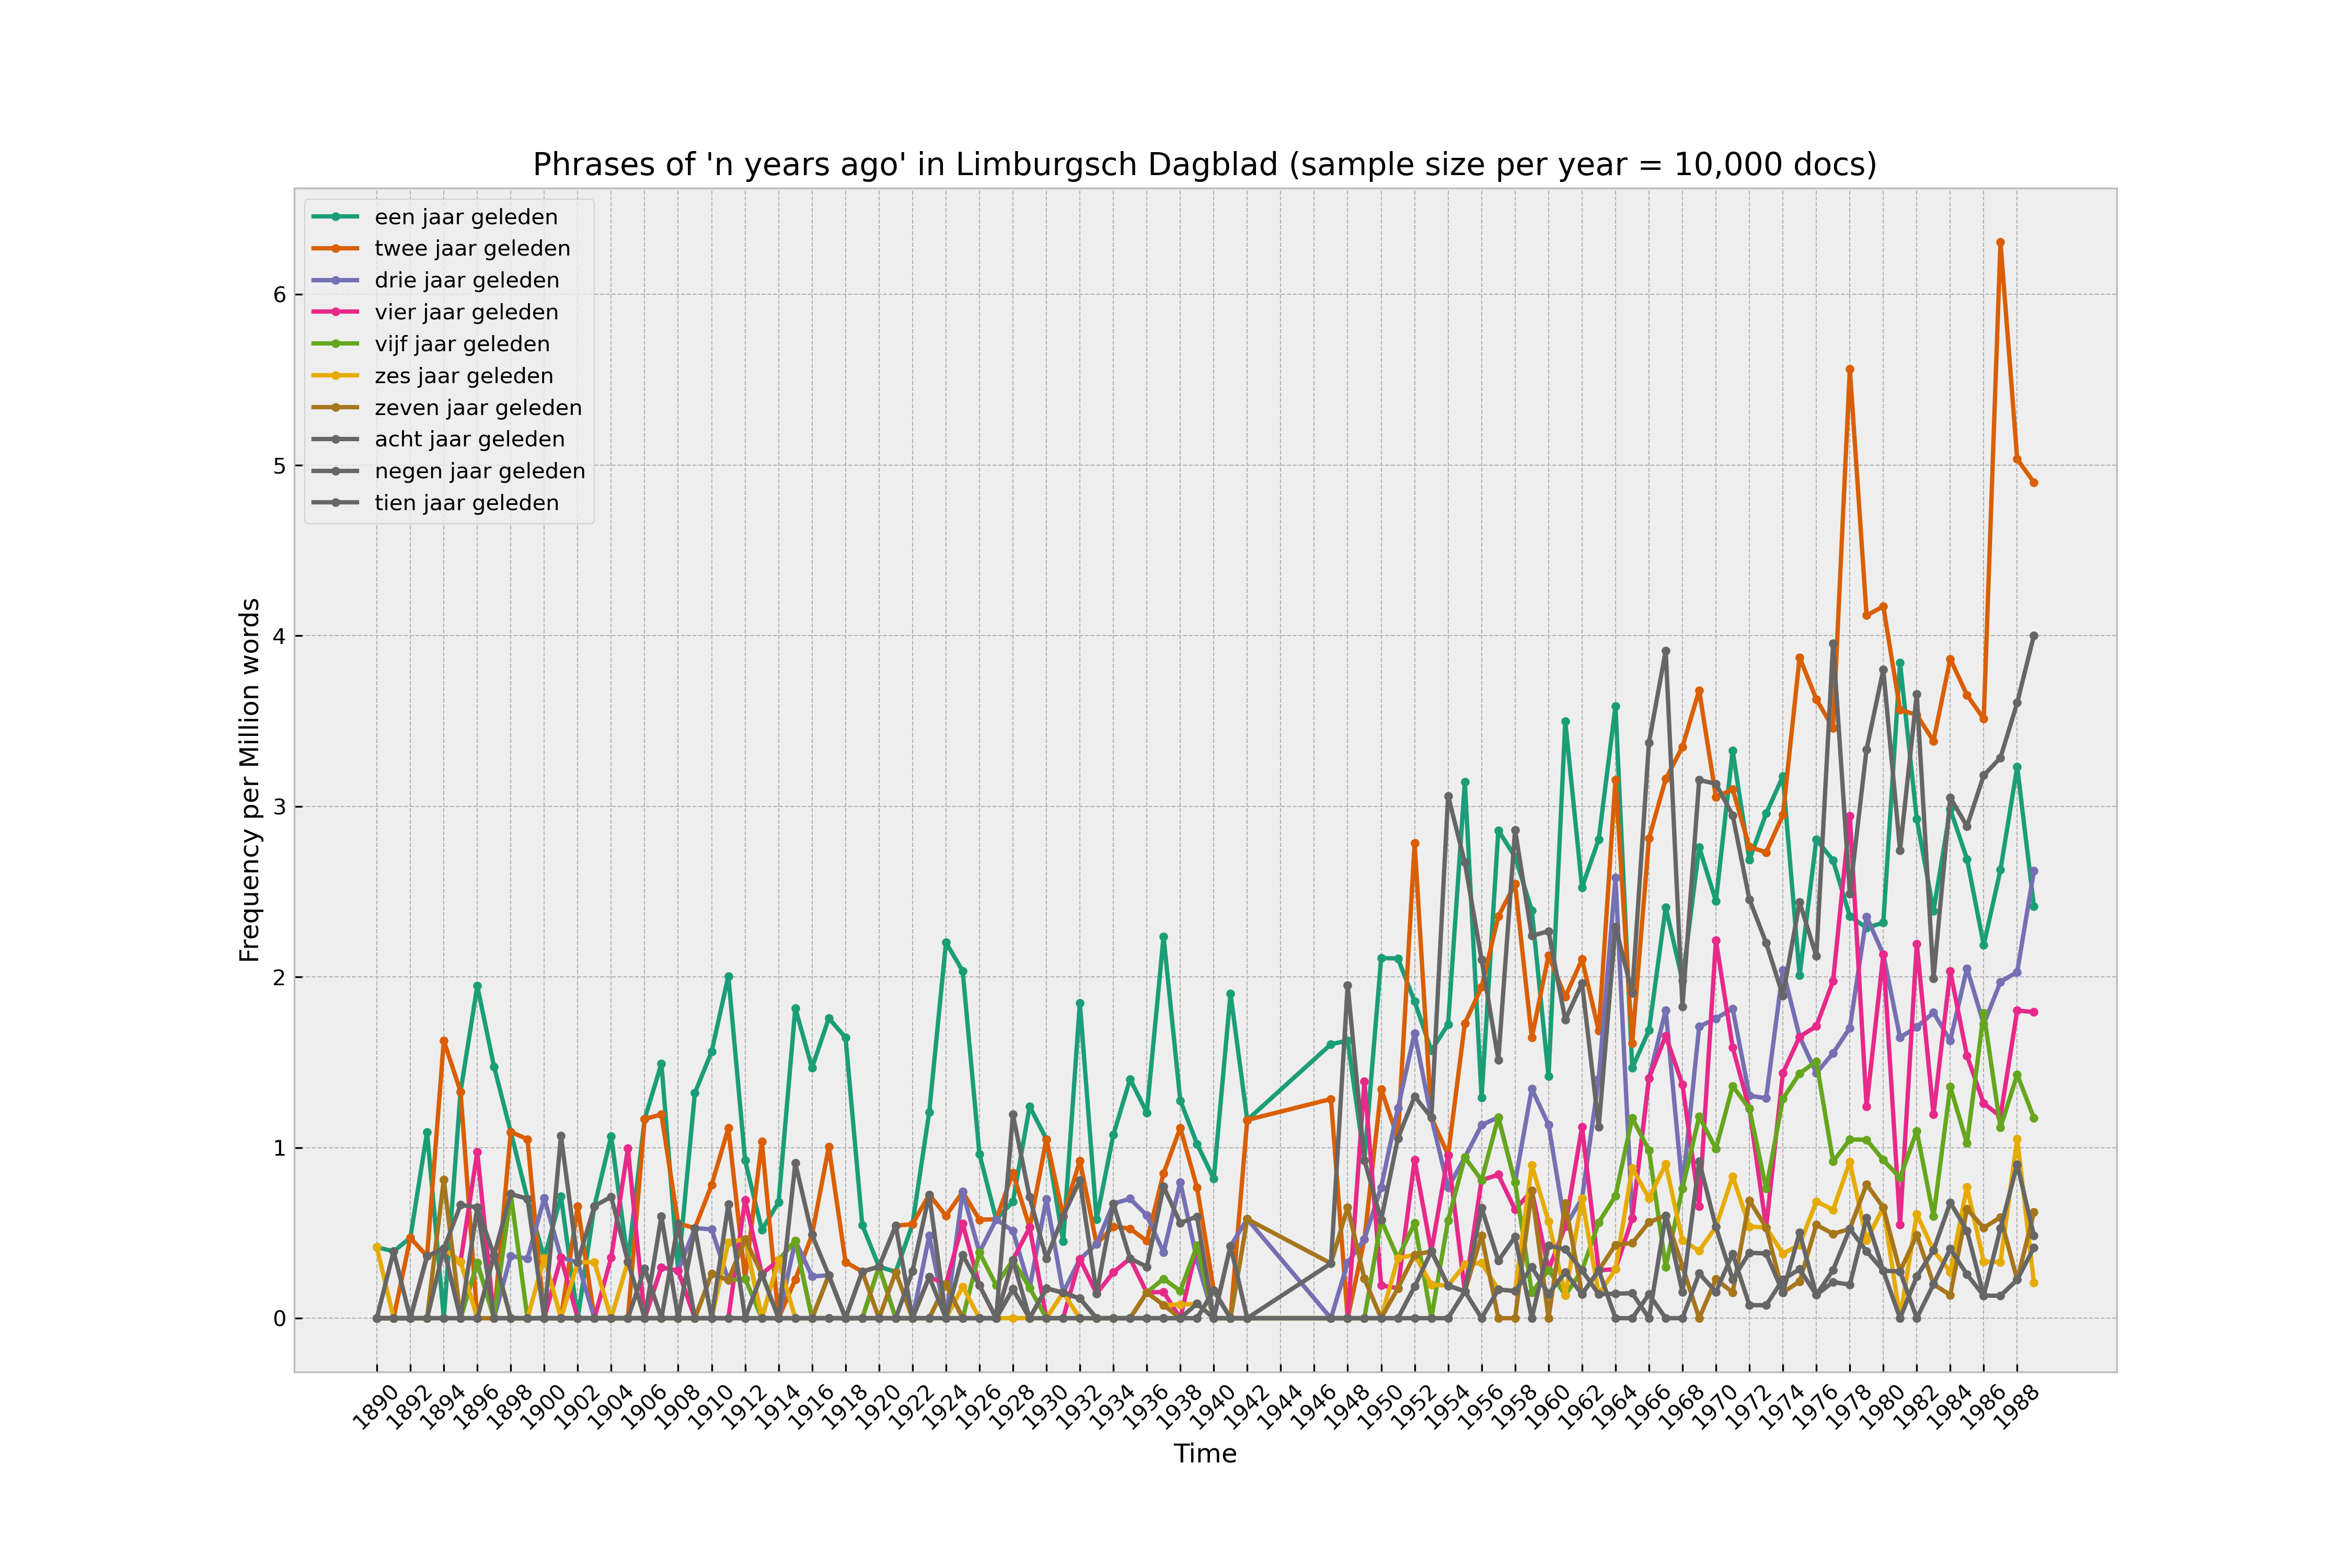 Phrases of 'n years ago' in Limburgsch Dagblad (sample size per year = 10,000 docs)
een jaar geleden
twee jaar geleden
drie jaar geleden
vier jaar geleden
vijf jaar geleden
zes jaar geleden
zeven jaar geleden
acht jaar geleden
negen jaar geleden
tien jaar geleden
Frequency per Million words
6
5
4
3
2
1
0
1890 1892 1894 1896 1898 1900 1902 1904 1906 1908 1910 1912 1914 1916 1918 1920 1922 1924 1926 1928 1930 1932 1934 1936 1938 1940 1942 1944 1946 1948 1950 1952 1954 1956 1958 1960 1962 1964 1966 1968 1970 1972 1974 1976 1978 1980 1982 1984 1986 1988
Time